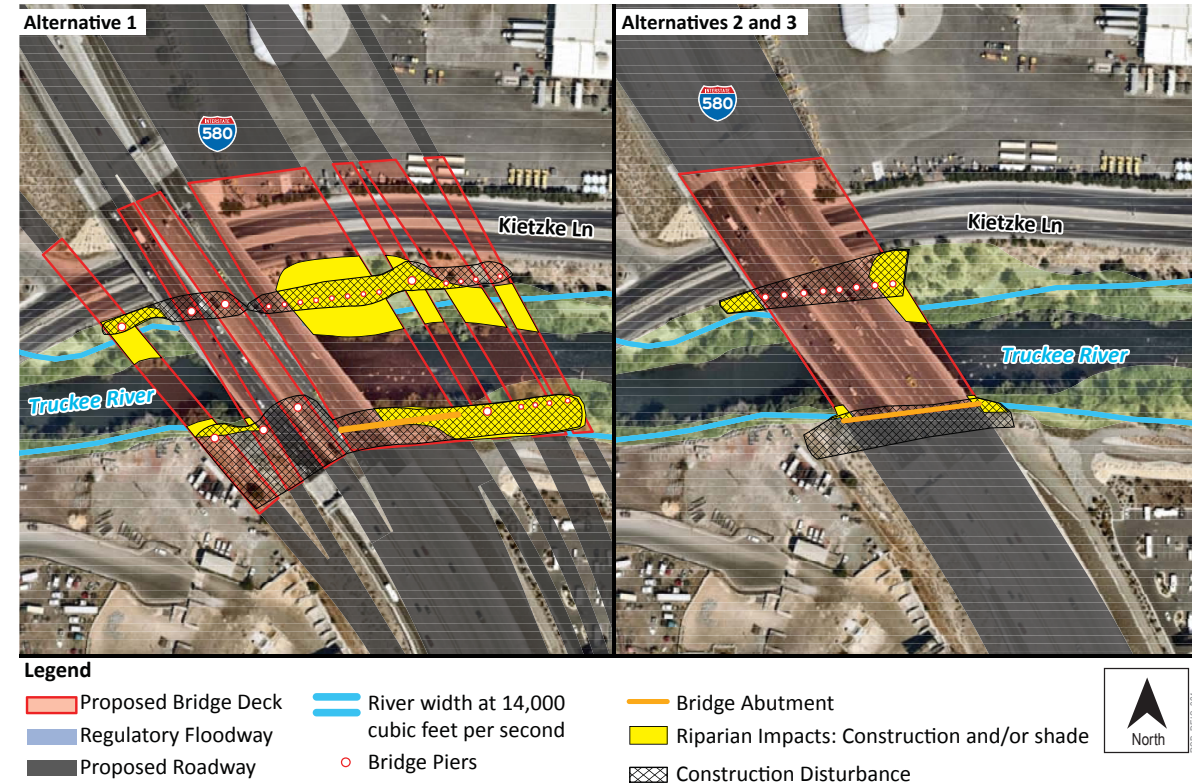 Alternative 1
INTERSTATE
580
Kietzke Ln
Truckee River
Alternatives 2 and 3
INTERSTATE
580
Kietzke Ln
Truckee River
Legend
Proposed Bridge Deck
Regulatory Floodway
Proposed Roadway
River width at 14,000
cubic feet per second
Bridge Piers
Bridge Abutment
Riparian Impacts: Construction and/or shade
Construction Disturbance
North